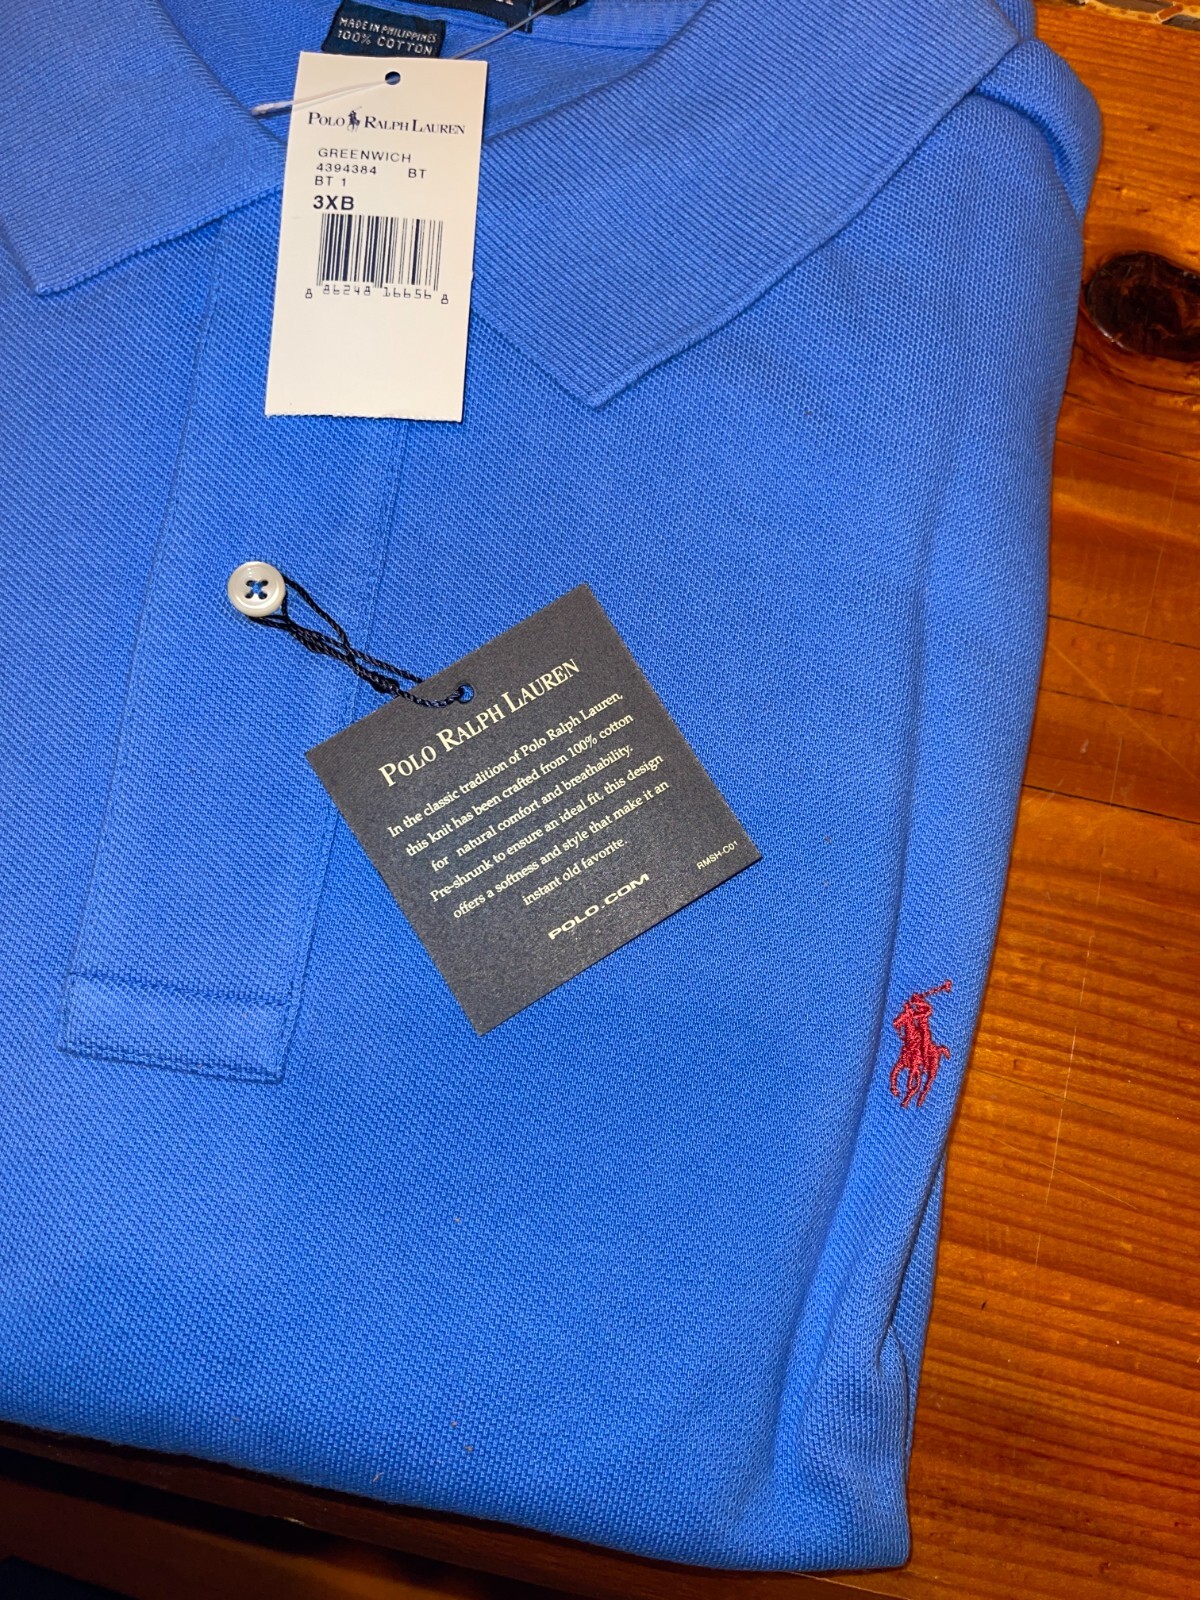 MADE IN PHILIPPINES
100% COTTON
POLO RALPH LAUREN
GREENWICH
4394384 BT
BT 1
3XB
8 86248 16656 8
POLO RALPH LAUREN
In the classic tradition of Polo Ralph Lauren,
this knit has been crafted from 100% cotton
for natural comfort and breathability.
Pre-shrunk to ensure an ideal fit, this design
offers a softness and style that make it an
instant old favorite.
POLO.COM
RMSH-C01